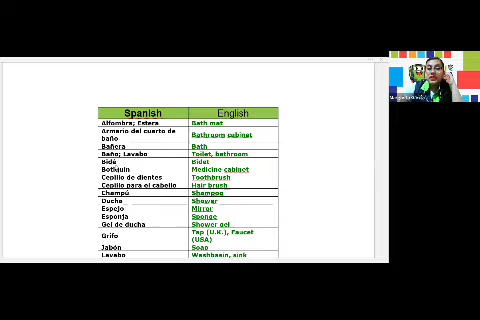 Spanish English
Alfombra; Estera Bath mat
Armario del cuarto de
baño Bathroom cabinet
Bañera Bath
Baño; Lavabo Toilet, bathroom
Bidé Bidet
Botiquín Medicine cabinet
Cepillo de dientes Toothbrush
Cepillo para el cabello Hair brush
Champú Shampoo
Ducha Shower
Espejo Mirror
Esponja Sponge
Gel de ducha Shower gel
Grifo Tap (U.K.), Faucet
(USA)
Jabón Soap
Lavabo Washbasin, sink